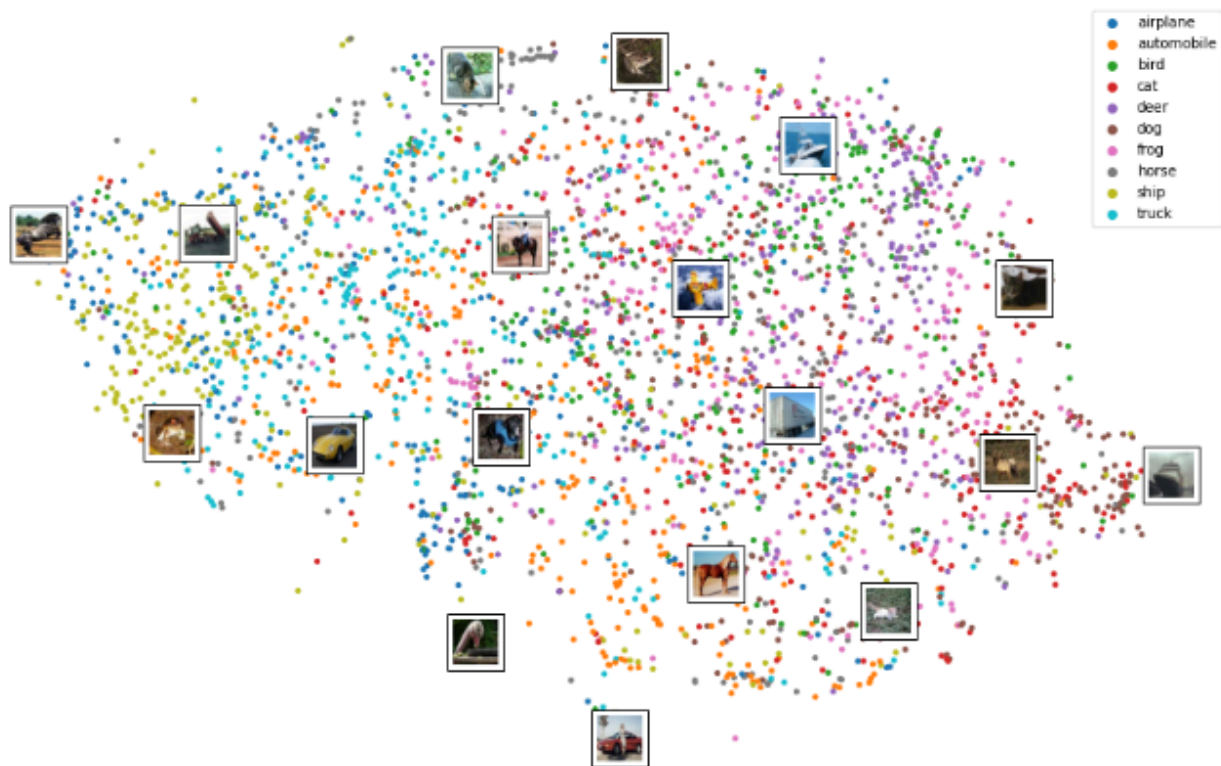 airplane
automobile
bird
cat
deer
dog
frog
horse
ship
truck